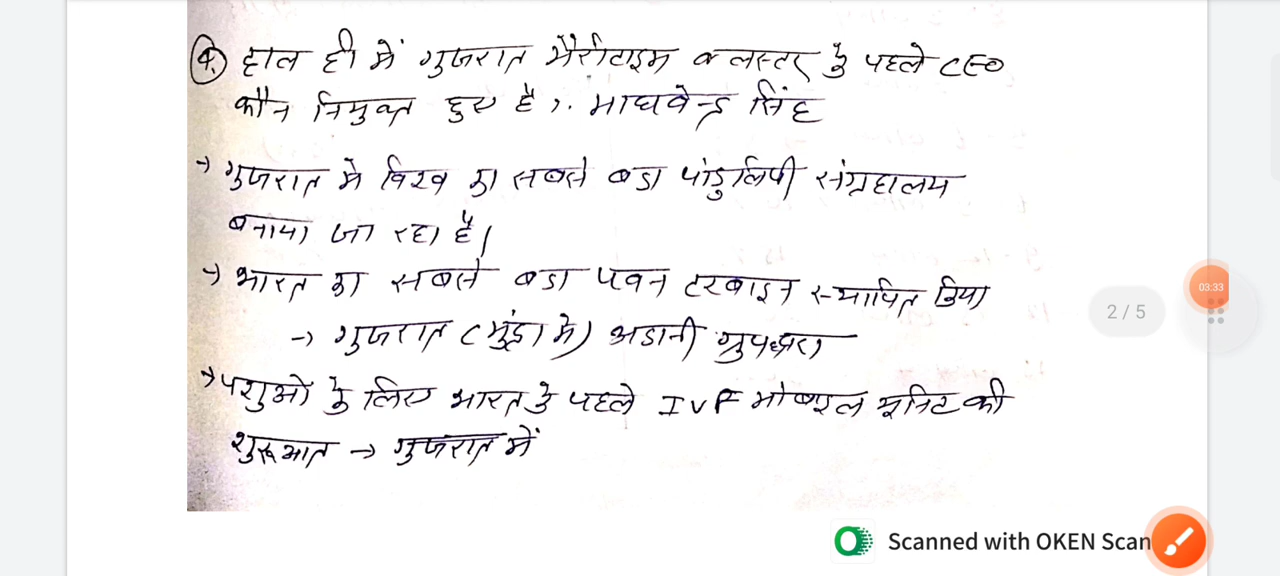 Q. हाल ही में गुजरात मैरीटाइम क्लस्टर के पहले CEO
कौन नियुक्त हुए है ?. माधवेन्द्र सिंह
→ गुजरात मे विश्व का सबसे बडा पांडुलिपी संग्रहालय
बनाया जा रहा है।
→ भारत का सबसे बडा पवन टरबाइन स्थापित किया
→ गुजरात (मुंद्रा मे) अडानी ग्रुप द्वारा
→ पशुओ के लिए भारत के पहले IVF मोबाइल यूनिट की
शुरूआत → गुजरात में
03:33
2 / 5
Scanned with OKEN Scan